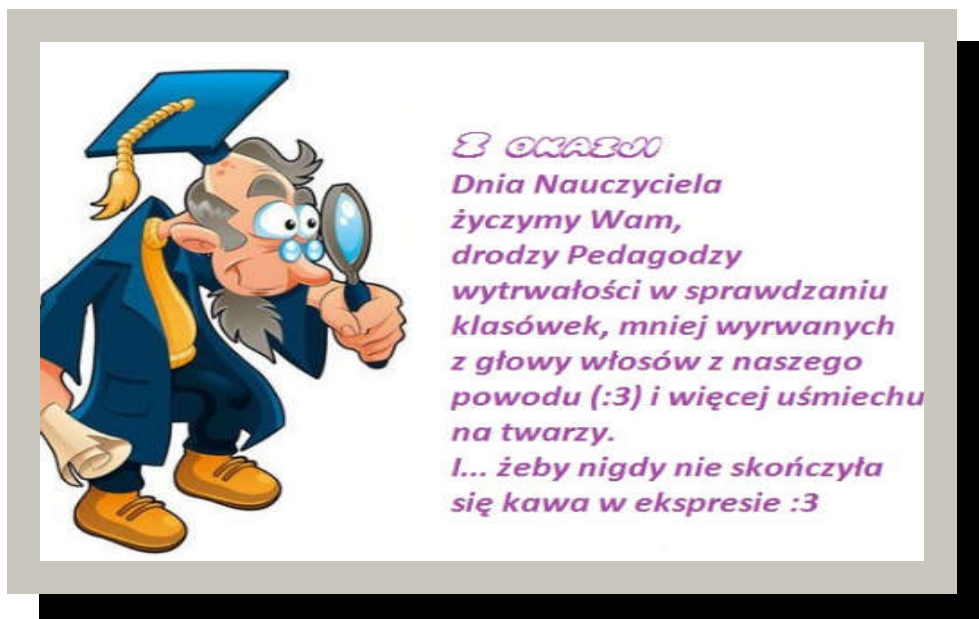 Z OKAZJI
Dnia Nauczyciela
życzymy Wam,
drodzy Pedagodzy
wytrwałości w sprawdzaniu
klasówek, mniej wyrwanych
z głowy włosów z naszego
powodu (:3) i więcej uśmiechu
na twarzy.
I... żeby nigdy nie skończyła
się kawa w ekspresie :3